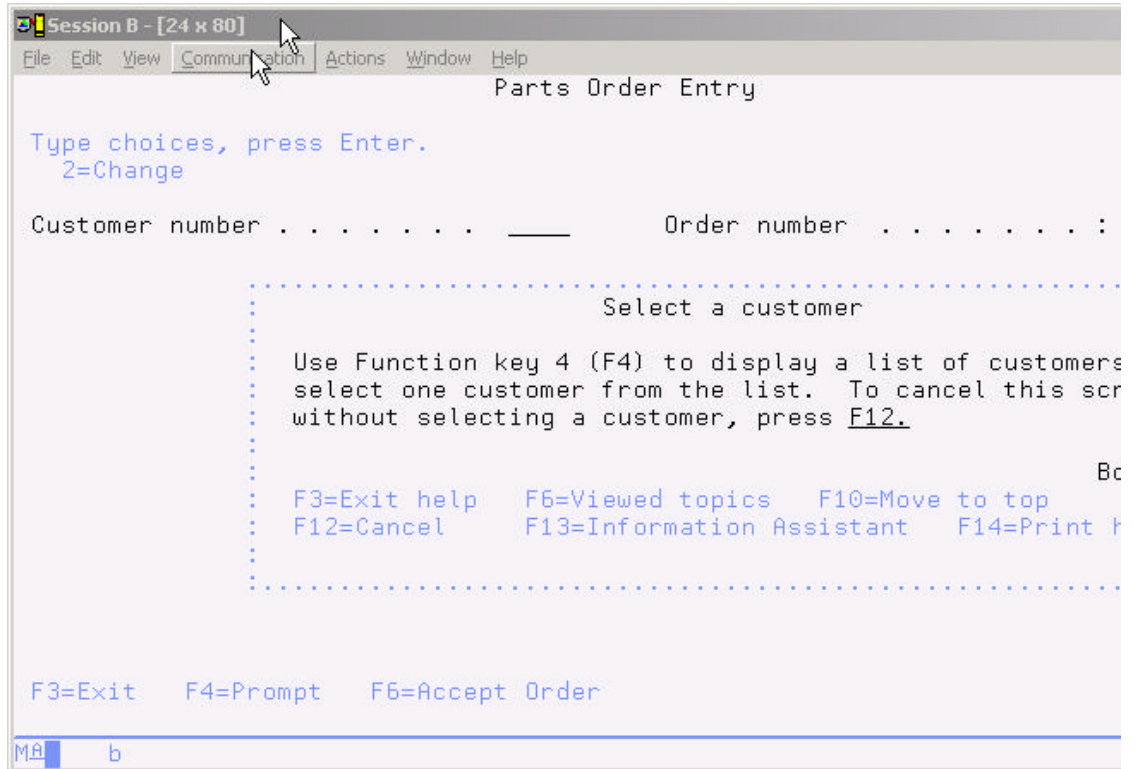 Session B - [24 x 80]
File Edit View Communication Actions Window Help
Parts Order Entry
Type choices, press Enter.
2=Change
Customer number . . . . . . . ____ Order number . . . . . . . :
Select a customer
Use Function key 4 (F4) to display a list of customers
select one customer from the list. To cancel this scr
without selecting a customer, press F12.
Bo
F3=Exit help F6=Viewed topics F10=Move to top
F12=Cancel F13=Information Assistant F14=Print h
F3=Exit F4=Prompt F6=Accept Order
MA b